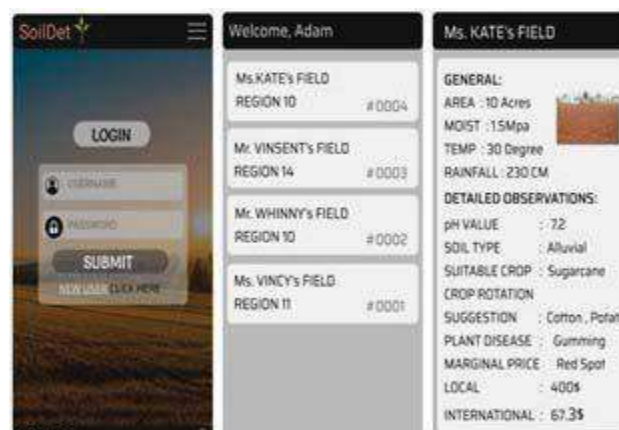 SoilDet
LOGIN
USERNAME
PASSWORD
SUBMIT
NEW USER CLICK HERE
Welcome, Adam
Ms.KATE's FIELD
REGION 10 #0004
Mr. VINSENT's FIELD
REGION 14 #0003
Mr. WHINNY's FIELD
REGION 10 #0002
Ms. VINCY's FIELD
REGION 11 #0001
Ms. KATE's FIELD
GENERAL:
AREA : 10 Acres
MOIST : 1.5Mpa
TEMP : 30 Degree
RAINFALL : 230 CM
DETAILED OBSERVATIONS:
pH VALUE : 7.2
SOIL TYPE : Alluvial
SUITABLE CROP : Sugarcane
CROP ROTATION
SUGGESTION : Cotton , Potat
PLANT DISEASE : Gumming
MARGINAL PRICE Red Spot
LOCAL : 400$
INTERNATIONAL : 67.3$